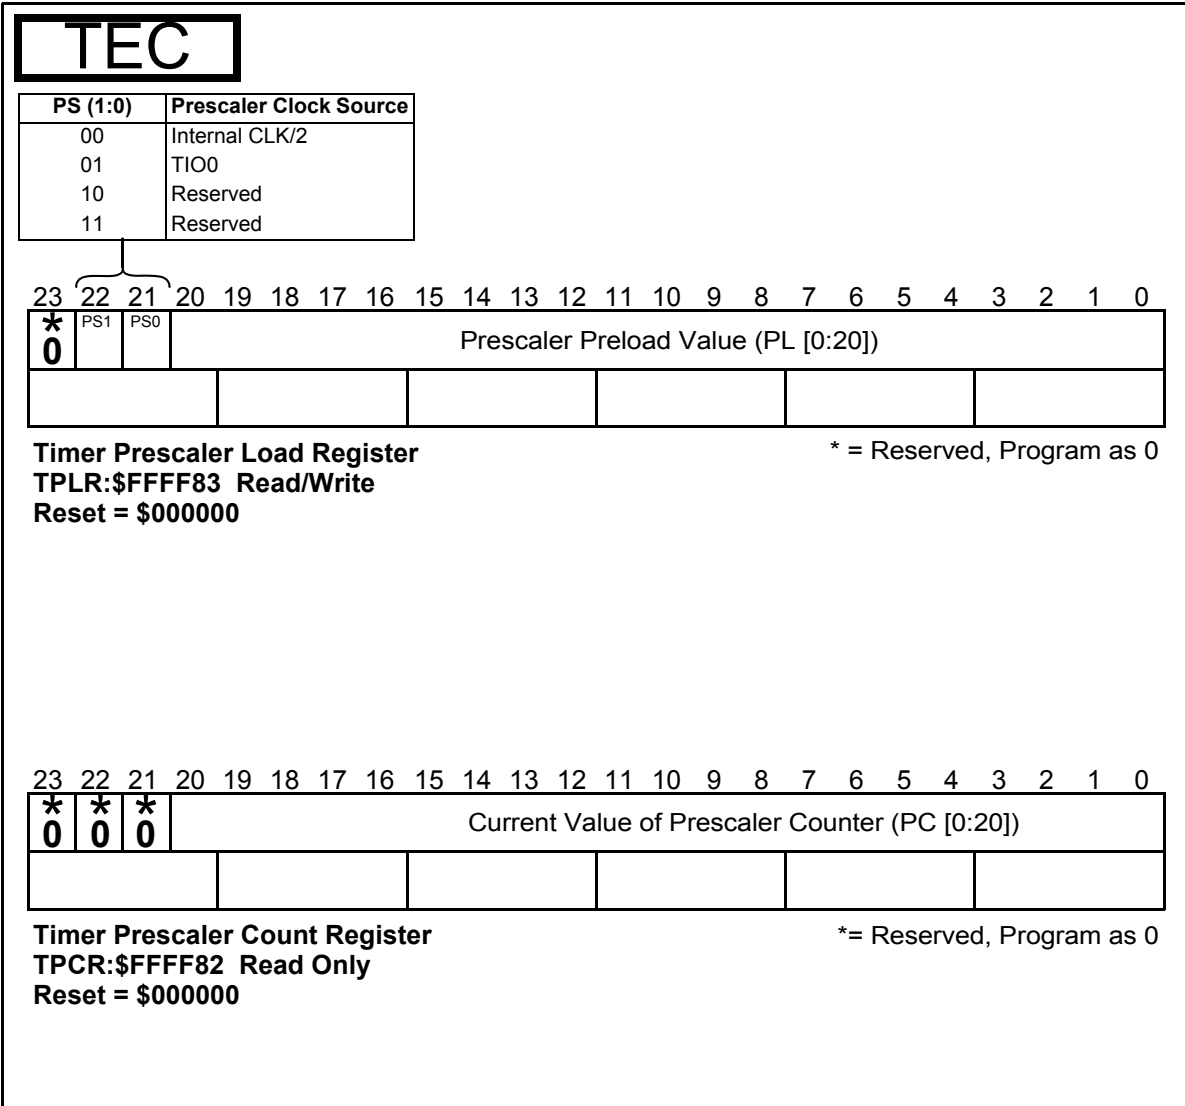 TEC
PS (1:0) Prescaler Clock Source
00 Internal CLK/2
01 TIO0
10 Reserved
11 Reserved
23 22 21 20 19 18 17 16 15 14 13 12 11 10 9 8 7 6 5 4 3 2 1 0
* PS1 PS0 Prescaler Preload Value (PL [0:20])
0
Timer Prescaler Load Register * = Reserved, Program as 0
TPLR:$FFFF83 Read/Write
Reset = $000000
23 22 21 20 19 18 17 16 15 14 13 12 11 10 9 8 7 6 5 4 3 2 1 0
* * * Current Value of Prescaler Counter (PC [0:20])
0 0 0
Timer Prescaler Count Register *= Reserved, Program as 0
TPCR:$FFFF82 Read Only
Reset = $000000